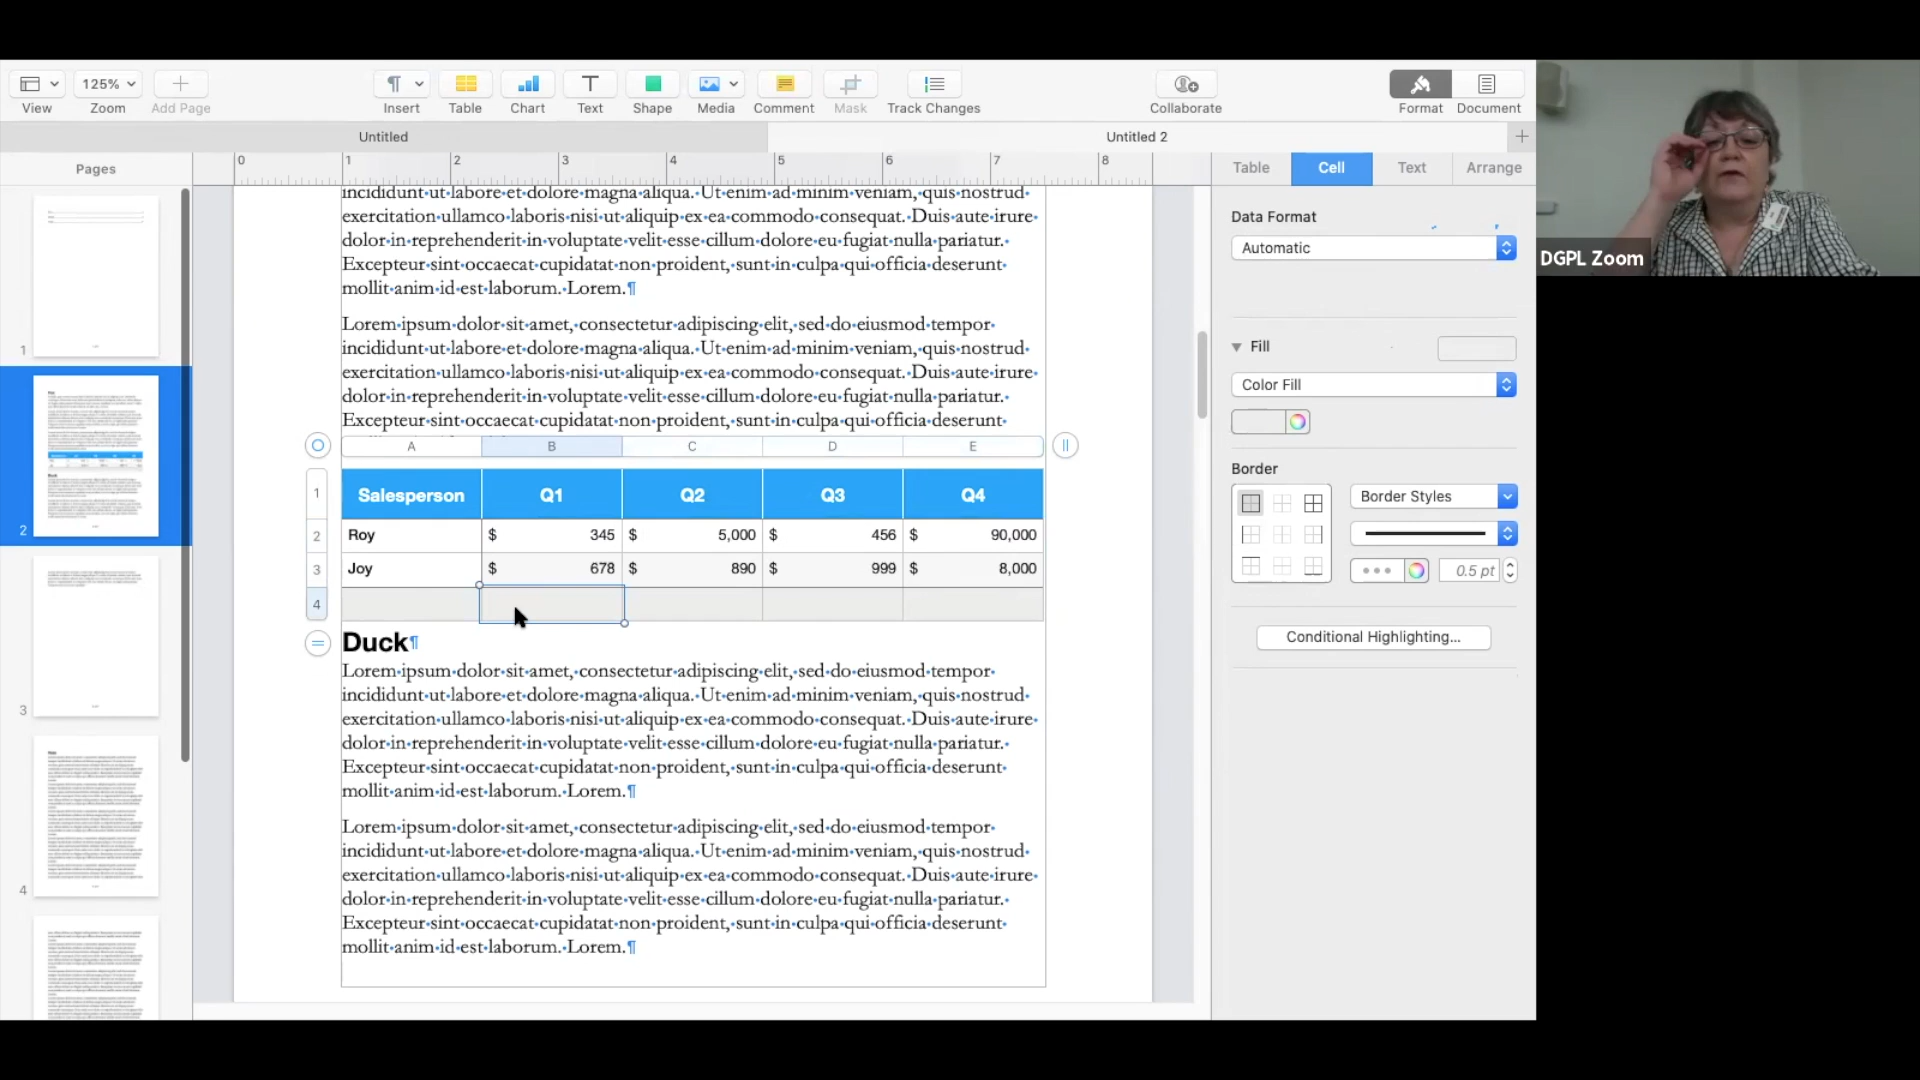 125%
View
Zoom
Add Page
Insert
Table
Chart
Text
Shape
Media
Comment
Mask
Track Changes
Collaborate
Format
Document
Untitled
Untitled 2
Pages
0 1 2 3 4 5 6 7 8
Table
Cell
Text
Arrange
1
2
3
4
incididunt·ut·labore·et·dolore·magna·aliqua.·Ut·enim·ad·minim·veniam,·quis·nostrud·
exercitation·ullamco·laboris·nisi·ut·aliquip·ex·ea·commodo·consequat.·Duis·aute·irure·
dolor·in·reprehenderit·in·voluptate·velit·esse·cillum·dolore·eu·fugiat·nulla·pariatur.·
Excepteur·sint·occaecat·cupidatat·non·proident,·sunt·in·culpa·qui·officia·deserunt·
mollit·anim·id·est·laborum.·Lorem.¶
Lorem·ipsum·dolor·sit·amet,·consectetur·adipiscing·elit,·sed·do·eiusmod·tempor·
incididunt·ut·labore·et·dolore·magna·aliqua.·Ut·enim·ad·minim·veniam,·quis·nostrud·
exercitation·ullamco·laboris·nisi·ut·aliquip·ex·ea·commodo·consequat.·Duis·aute·irure·
dolor·in·reprehenderit·in·voluptate·velit·esse·cillum·dolore·eu·fugiat·nulla·pariatur.·
Excepteur·sint·occaecat·cupidatat·non·proident,·sunt·in·culpa·qui·officia·deserunt·
A B C D E
1 Salesperson Q1 Q2 Q3 Q4
2 Roy $ 345 $ 5,000 $ 456 $ 90,000
3 Joy $ 678 $ 890 $ 999 $ 8,000
4
Duck¶
Lorem·ipsum·dolor·sit·amet,·consectetur·adipiscing·elit,·sed·do·eiusmod·tempor·
incididunt·ut·labore·et·dolore·magna·aliqua.·Ut·enim·ad·minim·veniam,·quis·nostrud·
exercitation·ullamco·laboris·nisi·ut·aliquip·ex·ea·commodo·consequat.·Duis·aute·irure·
dolor·in·reprehenderit·in·voluptate·velit·esse·cillum·dolore·eu·fugiat·nulla·pariatur.·
Excepteur·sint·occaecat·cupidatat·non·proident,·sunt·in·culpa·qui·officia·deserunt·
mollit·anim·id·est·laborum.·Lorem.¶
Lorem·ipsum·dolor·sit·amet,·consectetur·adipiscing·elit,·sed·do·eiusmod·tempor·
incididunt·ut·labore·et·dolore·magna·aliqua.·Ut·enim·ad·minim·veniam,·quis·nostrud·
exercitation·ullamco·laboris·nisi·ut·aliquip·ex·ea·commodo·consequat.·Duis·aute·irure·
dolor·in·reprehenderit·in·voluptate·velit·esse·cillum·dolore·eu·fugiat·nulla·pariatur.·
Excepteur·sint·occaecat·cupidatat·non·proident,·sunt·in·culpa·qui·officia·deserunt·
mollit·anim·id·est·laborum.·Lorem.¶
Data Format
Automatic
Fill
Color Fill
Border
Border Styles
0.5 pt
Conditional Highlighting...
DGPL Zoom